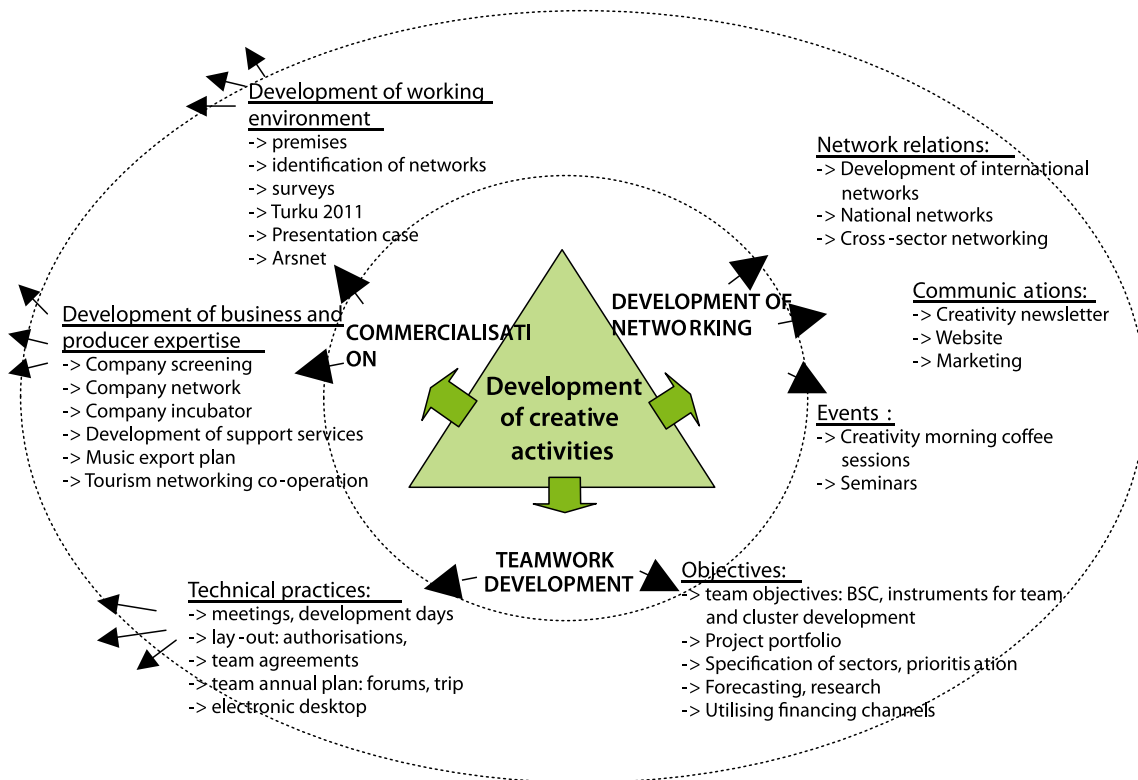 Development of working
environment
-> premises
-> identification of networks
-> surveys
-> Turku 2011
-> Presentation case
-> Arsnet
Network relations:
-> Development of international
networks
-> National networks
-> Cross-sector networking
Communic ations:
-> Creativity newsletter
-> Website
-> Marketing
Events :
-> Creativity morning coffee
sessions
-> Seminars
Development of business and
producer expertise
-> Company screening
-> Company network
-> Company incubator
-> Development of support services
-> Music export plan
-> Tourism networking co-operation
COMMERCIALISATI
ON
DEVELOPMENT OF
NETWORKING
Development
of creative
activities
TEAMWORK
DEVELOPMENT
Technical practices:
-> meetings, development days
-> lay-out: authorisations,
-> team agreements
-> team annual plan: forums, trip
-> electronic desktop
Objectives:
-> team objectives: BSC, instruments for team
and cluster development
-> Project portfolio
-> Specification of sectors, prioritis ation
-> Forecasting, research
-> Utilising financing channels